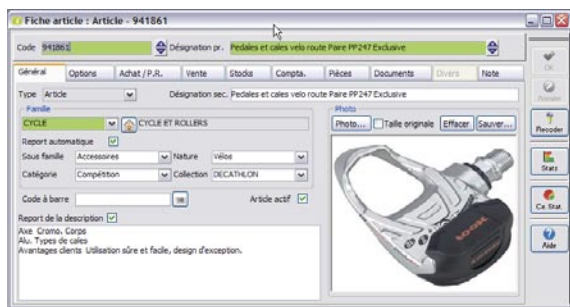 Fiche article : Article - 941861
Code 941861 Désignation pr. Pedales et cales velo route Paire PP247 Exclusive
Général Options Achat / P.R. Vente Stocks Compta. Pièces Documents Divers Note
Type Article Désignation sec. Pedales et cales velo route Paire PP247 Exclusive
Famille
CYCLE CYCLE ET ROLLERS
Report automatique
Sous famille Accessoires Nature Vélos
Catégorie Compétition Collection DECATHLON
Code à barre Article actif
Report de la description
Axe Cromo. Corps
Alu. Types de cales
Avantages clients Utilisation sûre et facile, design d'exception.
Photo
Photo... Taille originale Effacer Sauver...
OK
Annuler
Recoder
Stats
Ca. Stat.
Aide